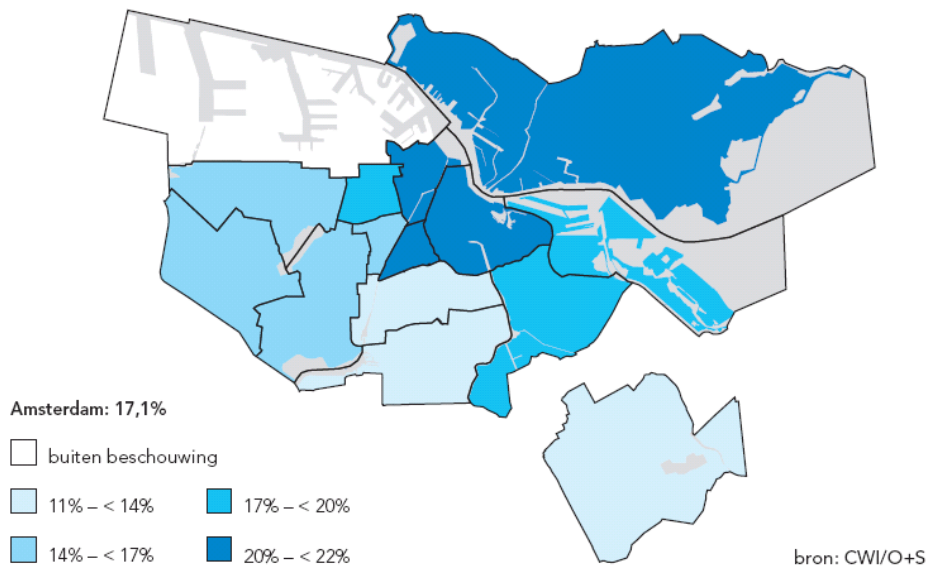 Amsterdam: 17,1%
buiten beschouwing
11% – < 14%
17% – < 20%
14% – < 17%
20% – < 22%
bron: CWI/O+S